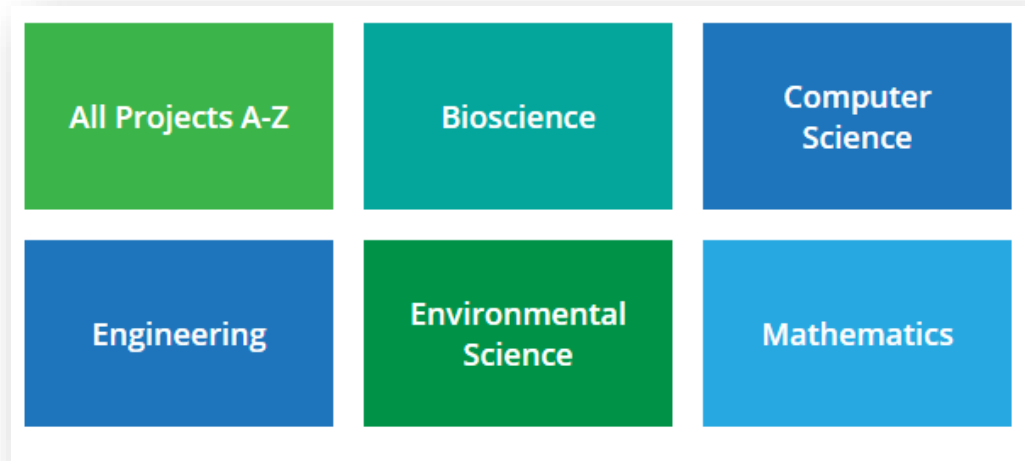 All Projects A-Z
Bioscience
Computer
Science
Engineering
Environmental
Science
Mathematics